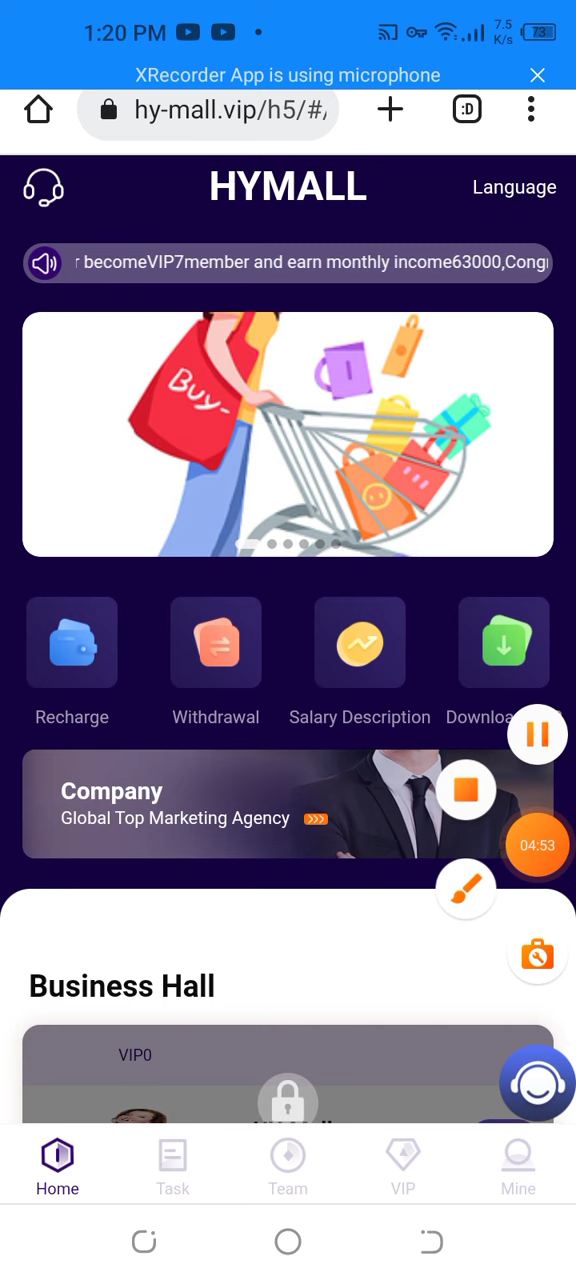 1:20 PM
7.5
K/s
73
XRecorder App is using microphone
hy-mall.vip/h5/#/
:D
HYMALL
Language
becomeVIP7member and earn monthly income63000,
Buy-
Recharge
Withdrawal
Salary Description
Company
Global Top Marketing Agency
04:53
Business Hall
VIP0
Home
Task
Team
VIP
Mine